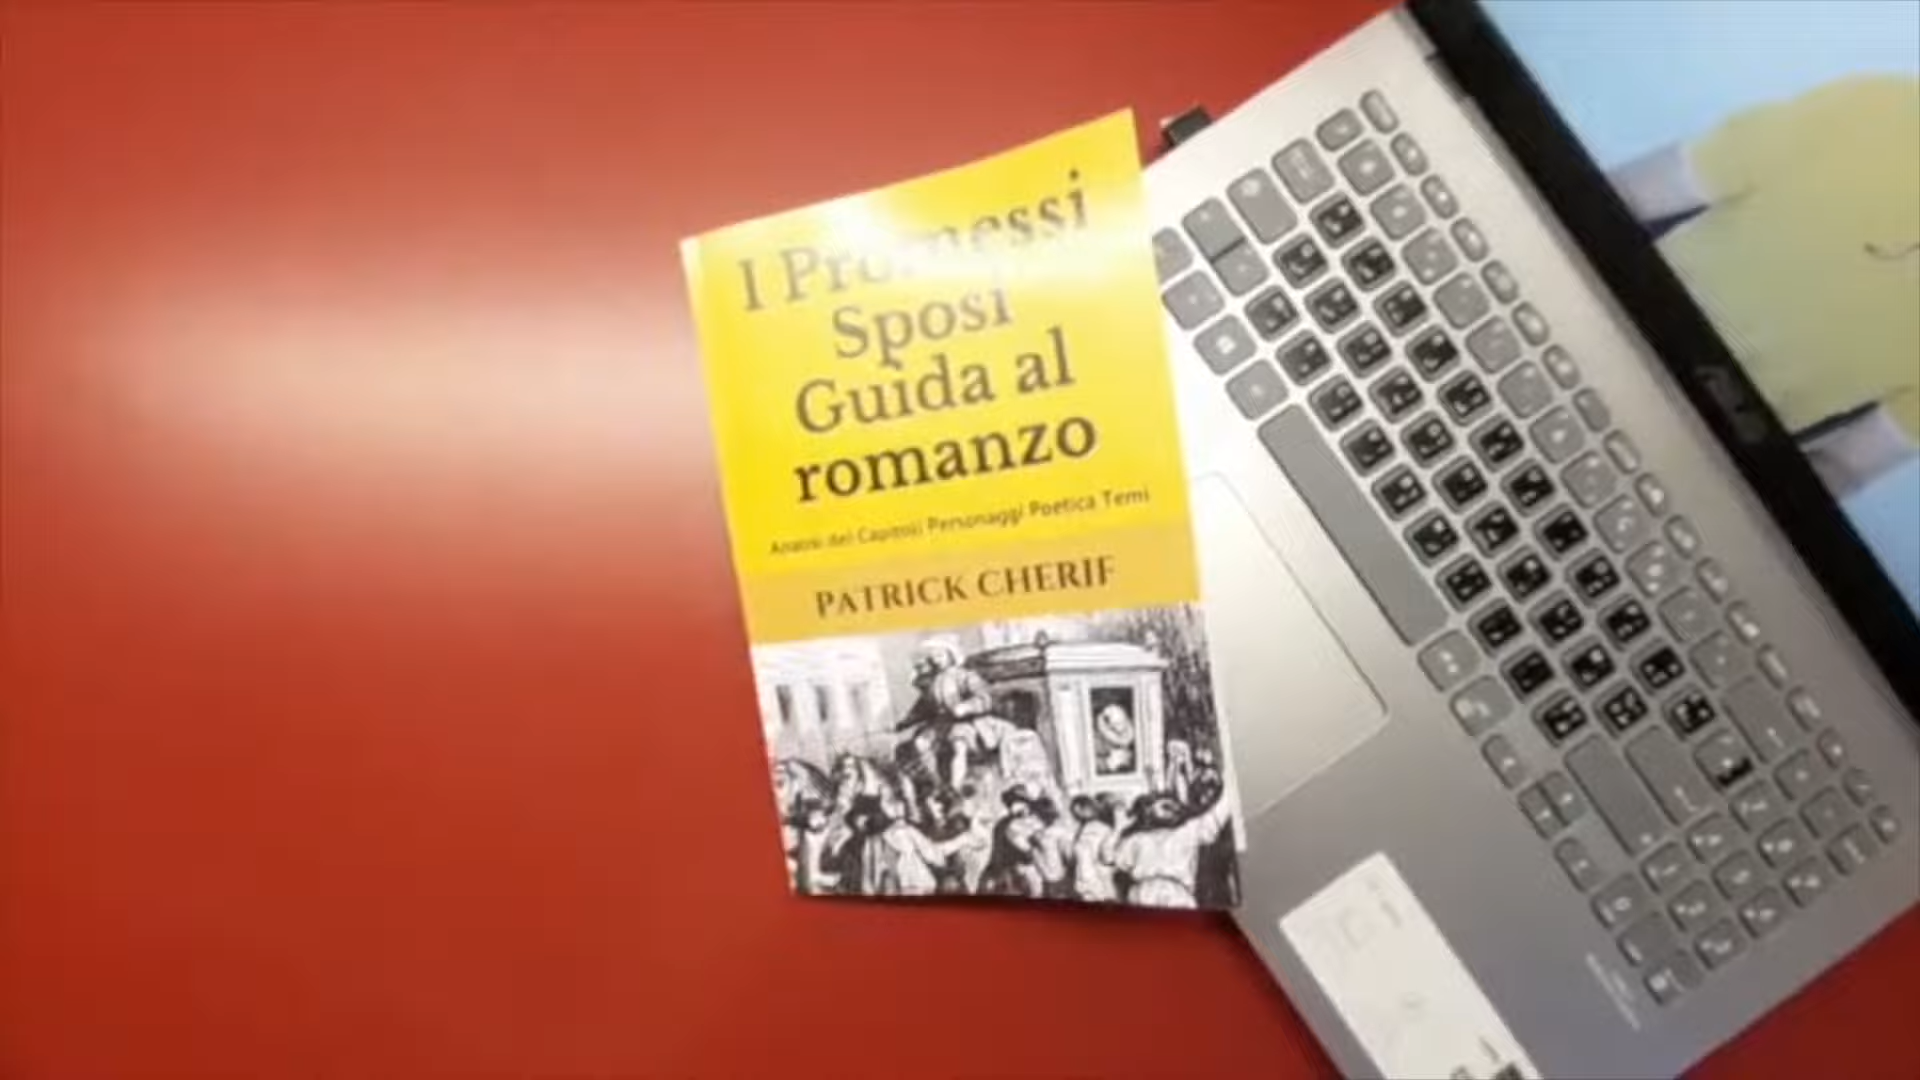 I Promessi
Sposi
Guida al
romanzo
Analisi dei Capitoli Personaggi Poetica Temi
PATRICK CHERIF